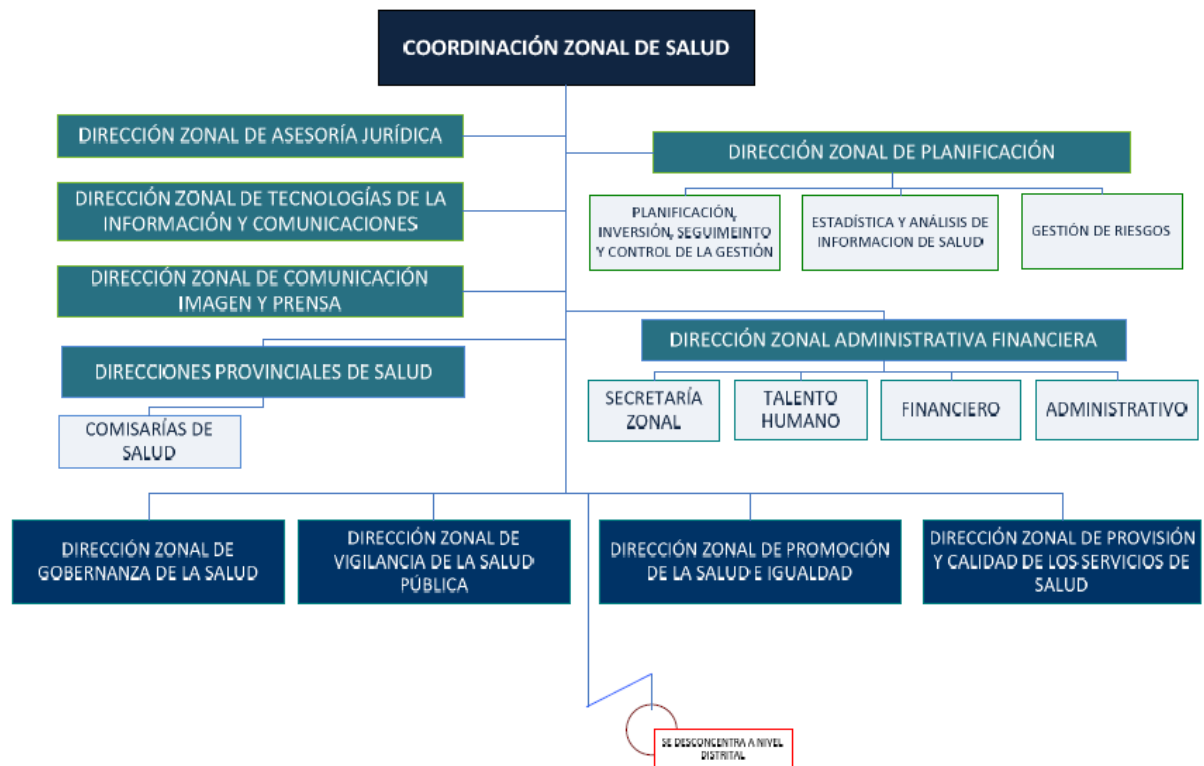 COORDINACIÓN ZONAL DE SALUD
DIRECCIÓN ZONAL DE ASESORÍA JURÍDICA
DIRECCIÓN ZONAL DE TECNOLOGÍAS DE LA
INFORMACIÓN Y COMUNICACIONES
DIRECCIÓN ZONAL DE COMUNICACIÓN
IMAGEN Y PRENSA
DIRECCIONES PROVINCIALES DE SALUD
COMISARÍAS DE
SALUD
DIRECCIÓN ZONAL DE PLANIFICACIÓN
PLANIFICACIÓN,
INVERSIÓN, SEGUIMEINTO
Y CONTROL DE LA GESTIÓN
ESTADÍSTICA Y ANÁLISIS DE
INFORMACION DE SALUD
GESTIÓN DE RIESGOS
DIRECCIÓN ZONAL ADMINISTRATIVA FINANCIERA
SECRETARÍA
ZONAL
TALENTO
HUMANO
FINANCIERO
ADMINISTRATIVO
DIRECCIÓN ZONAL DE
GOBERNANZA DE LA SALUD
DIRECCIÓN ZONAL DE
VIGILANCIA DE LA SALUD
PÚBLICA
DIRECCIÓN ZONAL DE PROMOCIÓN
DE LA SALUD E IGUALDAD
DIRECCIÓN ZONAL DE PROVISIÓN
Y CALIDAD DE LOS SERVICIOS DE
SALUD
SE DESCONCENTRA A NIVEL
DISTRITAL